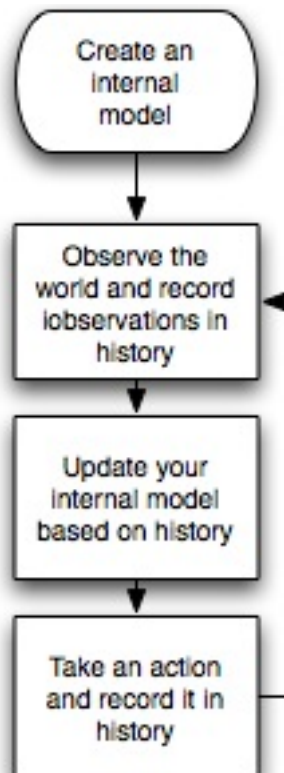 Create an
internal
model
Observe the
world and record
iobservations in
history
Update your
internal model
based on history
Take an action
and record it in
history